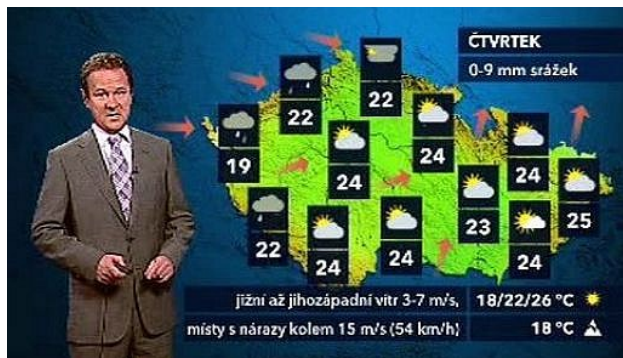 ČTVRTEK
0-9 mm srážek
22
22
24
19
24
24
25
22
24
24
23
24
jižní až jihozápadní vítr 3-7 m/s,
18/22/26 °C
místy s nárazy kolem 15 m/s (54 km/h)
18 °C